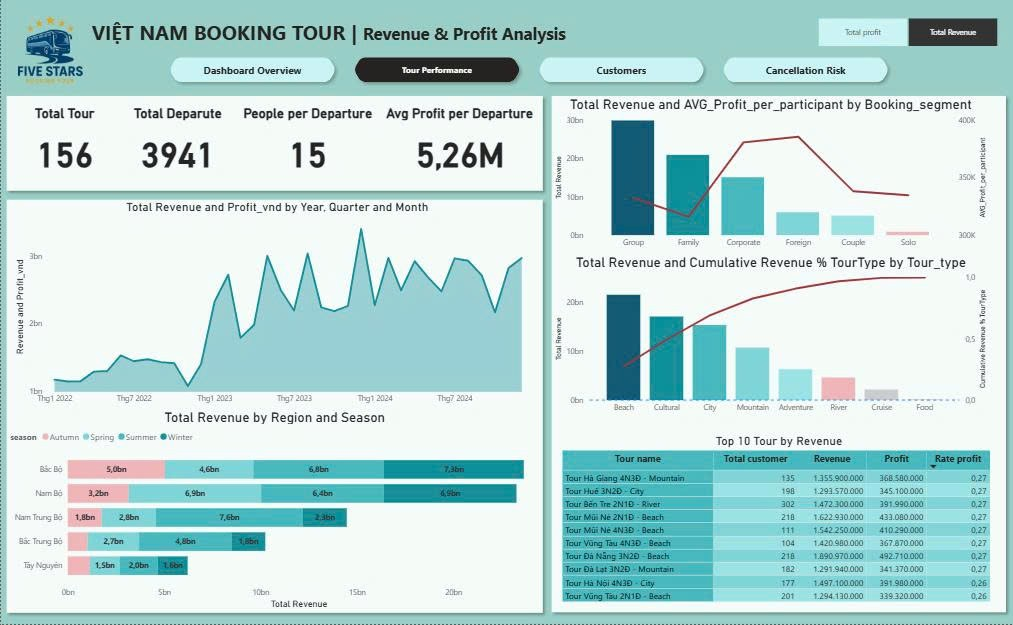 FIVE STARS
VIỆT NAM BOOKING TOUR | Revenue & Profit Analysis
Total profit
Total Revenue
Dashboard Overview
Tour Performance
Customers
Cancellation Risk
Total Tour
Total Deparute
People per Departure
Avg Profit per Departure
156
3941
15
5,26M
Total Revenue and Profit_vnd by Year, Quarter and Month
Revenue and Profit_vnd
3bn
2bn
1bn
Thg1 2022
Thg7 2022
Thg1 2023
Thg7 2023
Thg1 2024
Thg7 2024
Total Revenue by Region and Season
season Autumn Spring Summer Winter
Bắc Bộ 5,0bn 4,6bn 6,8bn 7,3bn
Nam Bộ 3,2bn 6,9bn 6,4bn 6,9bn
Nam Trung Bộ 1,8bn 2,8bn 7,6bn 2,3bn
Bắc Trung Bộ 2,7bn 4,8bn 1,8bn
Tây Nguyên 1,5bn 2,0bn 1,6bn
0bn 5bn 10bn 15bn 20bn
Total Revenue
Total Revenue and AVG_Profit_per_participant by Booking_segment
Total Revenue
30bn
20bn
10bn
0bn
400K
350K
300K
AVG_Profit_per_participant
Group Family Corporate Foreign Couple Solo
Total Revenue and Cumulative Revenue % TourType by Tour_type
Total Revenue
20bn
10bn
0bn
1,0
0,5
0,0
Cumulative Revenue % TourType
Beach Cultural City Mountain Adventure River Cruise Food
Top 10 Tour by Revenue
Tour name Total customer Revenue Profit Rate profit
Tour Hà Giang 4N3Đ - Mountain 135 1.355.900.000 368.580.000 0,27
Tour Huế 3N2Đ - City 198 1.293.570.000 345.100.000 0,27
Tour Bến Tre 2N1Đ - River 302 1.472.300.000 391.990.000 0,27
Tour Mũi Né 2N1Đ - Beach 218 1.622.930.000 433.080.000 0,27
Tour Mũi Né 4N3Đ - Beach 111 1.542.250.000 410.290.000 0,27
Tour Vũng Tàu 4N3Đ - Beach 104 1.420.980.000 367.870.000 0,27
Tour Đà Nẵng 3N2Đ - Beach 218 1.890.970.000 492.710.000 0,27
Tour Đà Lạt 3N2Đ - Mountain 182 1.291.940.000 341.370.000 0,27
Tour Hà Nội 4N3Đ - City 177 1.497.100.000 391.980.000 0,26
Tour Vũng Tàu 2N1Đ - Beach 201 1.294.130.000 339.320.000 0,26